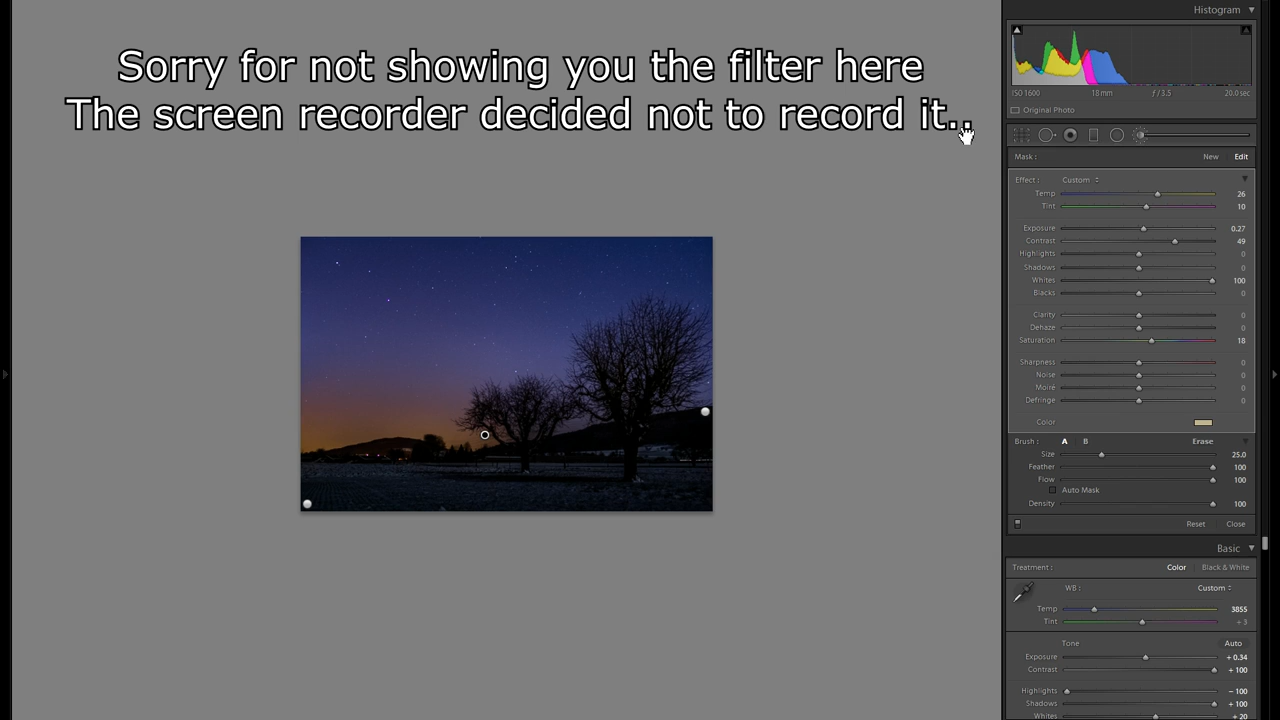 Histogram
Sorry for not showing you the filter here
The screen recorder decided not to record it..
ISO 1600 18 mm ƒ / 3.5 20.0 sec
Original Photo
Mask : New Edit
Effect : Custom
Temp 26
Tint 10
Exposure 0.27
Contrast 49
Highlights 0
Shadows 0
Whites 100
Blacks 0
Clarity 0
Dehaze 0
Saturation 18
Sharpness 0
Noise 0
Moiré 0
Defringe 0
Color
Brush : A B Erase
Size 25.0
Feather 100
Flow 100
Auto Mask
Density 100
Reset Close
Basic
Treatment : Color Black & White
WB : Custom
Temp 3855
Tint + 3
Tone Auto
Exposure + 0.34
Contrast + 100
Highlights − 100
Shadows + 100
Whites + 20